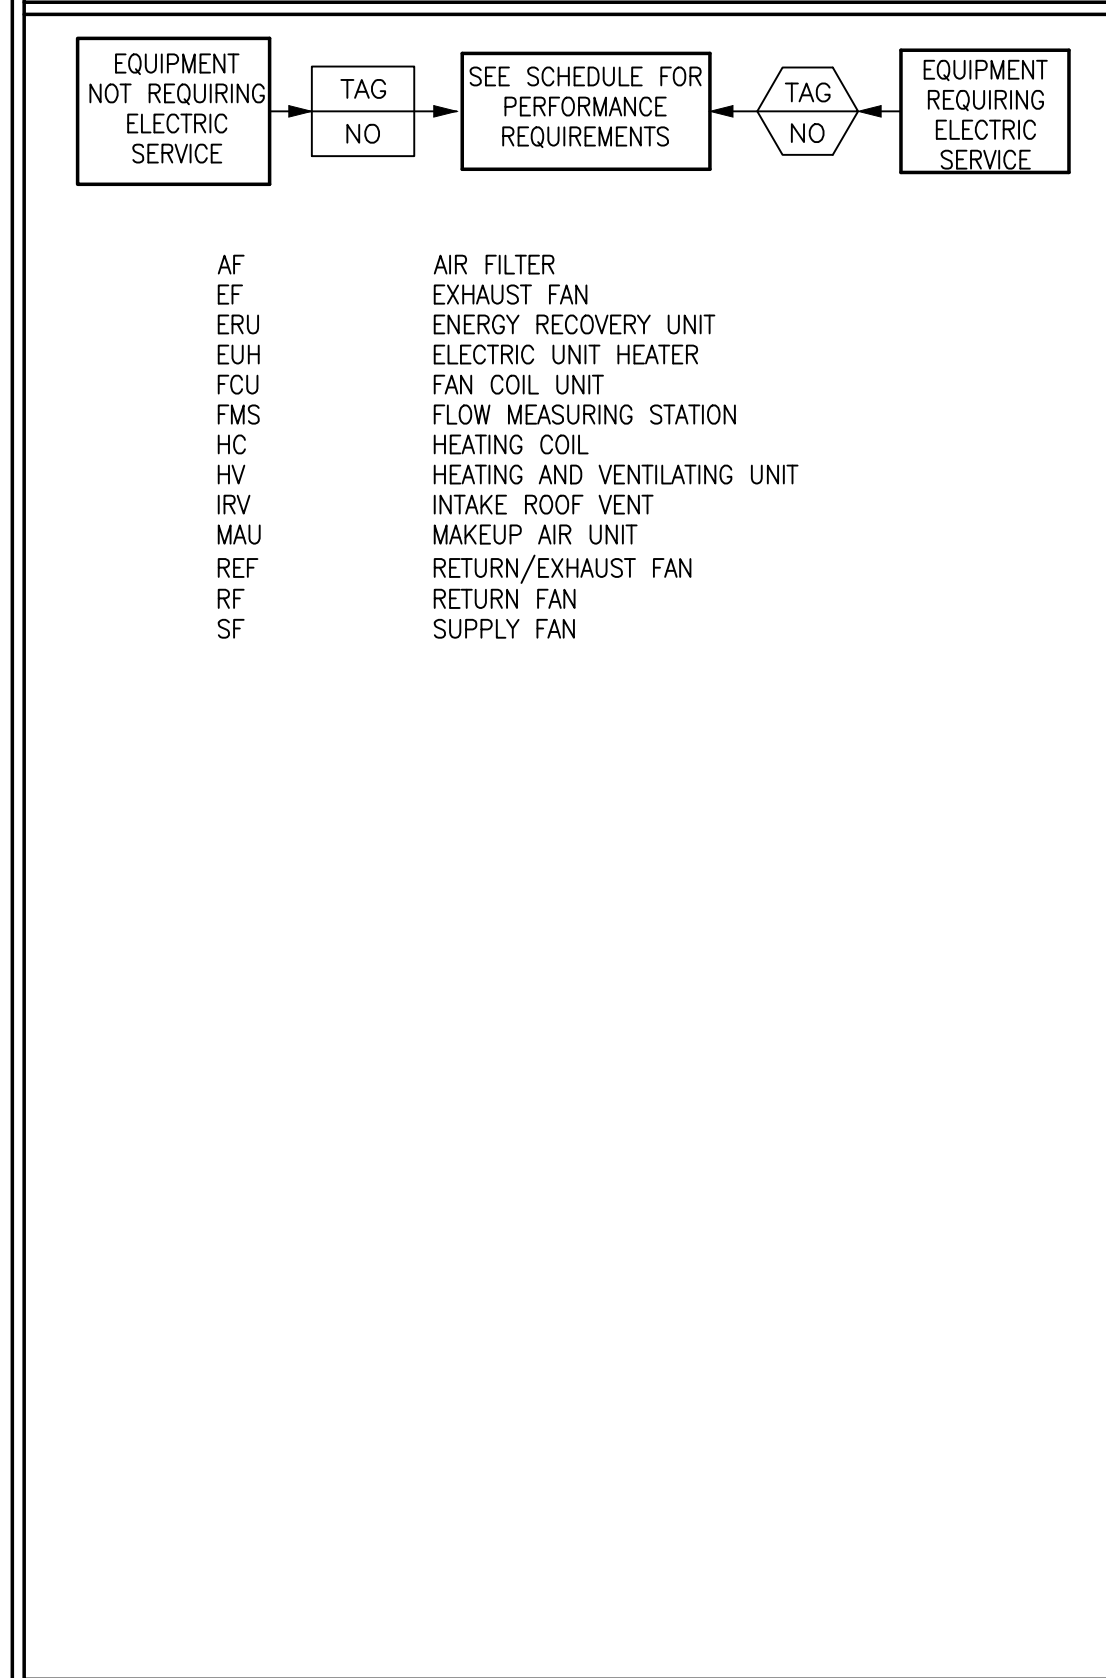 EQUIPMENT
NOT REQUIRING
ELECTRIC
SERVICE
TAG
NO
SEE SCHEDULE FOR
PERFORMANCE
REQUIREMENTS
TAG
NO
EQUIPMENT
REQUIRING
ELECTRIC
SERVICE
AF AIR FILTER
EF EXHAUST FAN
ERU ENERGY RECOVERY UNIT
EUH ELECTRIC UNIT HEATER
FCU FAN COIL UNIT
FMS FLOW MEASURING STATION
HC HEATING COIL
HV HEATING AND VENTILATING UNIT
IRV INTAKE ROOF VENT
MAU MAKEUP AIR UNIT
REF RETURN/EXHAUST FAN
RF RETURN FAN
SF SUPPLY FAN